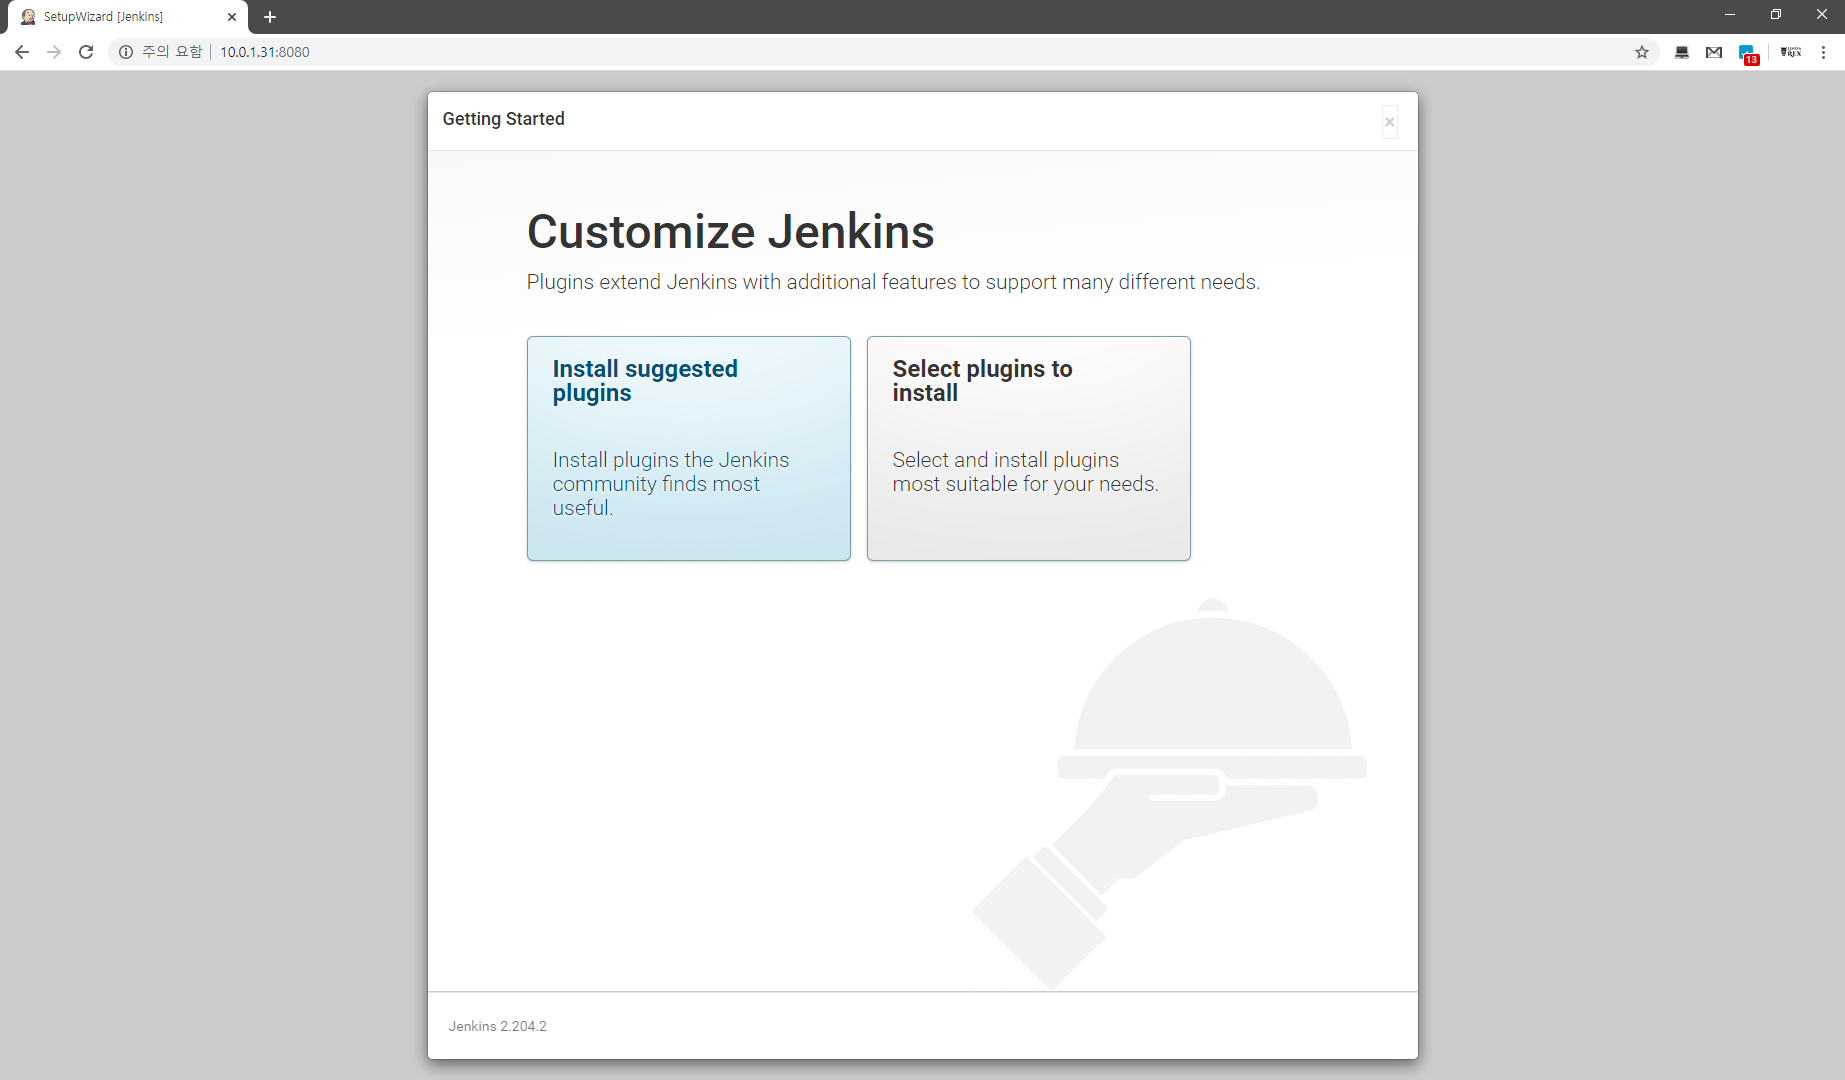 SetupWizard [Jenkins]
주의 요함 | 10.0.1.31:8080
13
REX
Getting Started
Customize Jenkins
Plugins extend Jenkins with additional features to support many different needs.
Install suggested
plugins
Install plugins the Jenkins
community finds most
useful.
Select plugins to
install
Select and install plugins
most suitable for your needs.
Jenkins 2.204.2